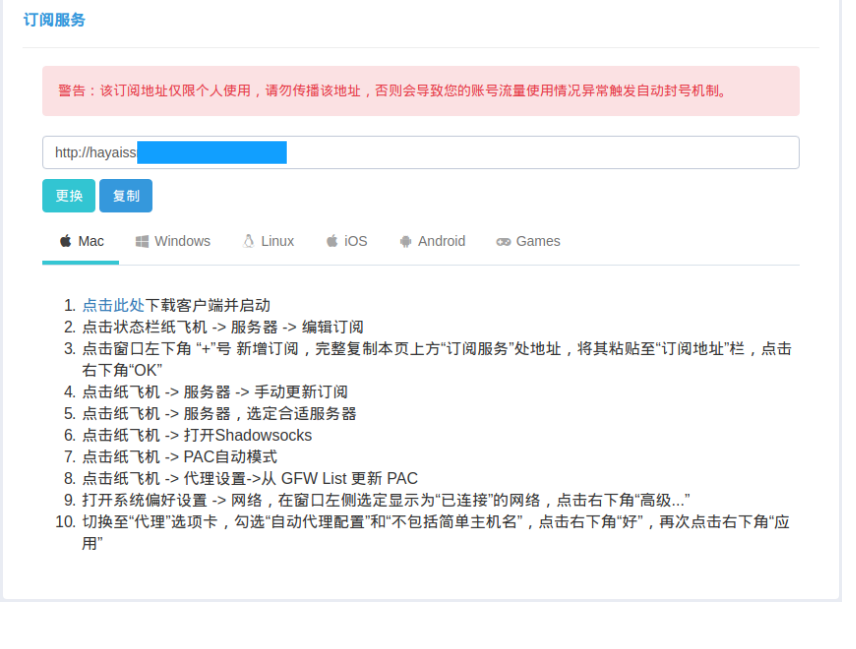 订阅服务
警告：该订阅地址仅限个人使用，请勿传播该地址，否则会导致您的账号流量使用情况异常触发自动封号机制。
http://hayaiss
更换 复制
Mac Windows Linux iOS Android Games
1. 点击此处下载客户端并启动
2. 点击状态栏纸飞机 -> 服务器 -> 编辑订阅
3. 点击窗口左下角 “+”号 新增订阅，完整复制本页上方“订阅服务”处地址，将其粘贴至“订阅地址”栏，点击
右下角“OK”
4. 点击纸飞机 -> 服务器 -> 手动更新订阅
5. 点击纸飞机 -> 服务器，选定合适服务器
6. 点击纸飞机 -> 打开Shadowsocks
7. 点击纸飞机 -> PAC自动模式
8. 点击纸飞机 -> 代理设置->从 GFW List 更新 PAC
9. 打开系统偏好设置 -> 网络，在窗口左侧选定显示为“已连接”的网络，点击右下角“高级...”
10. 切换至“代理”选项卡，勾选“自动代理配置”和“不包括简单主机名”，点击右下角“好”，再次点击右下角“应
用”